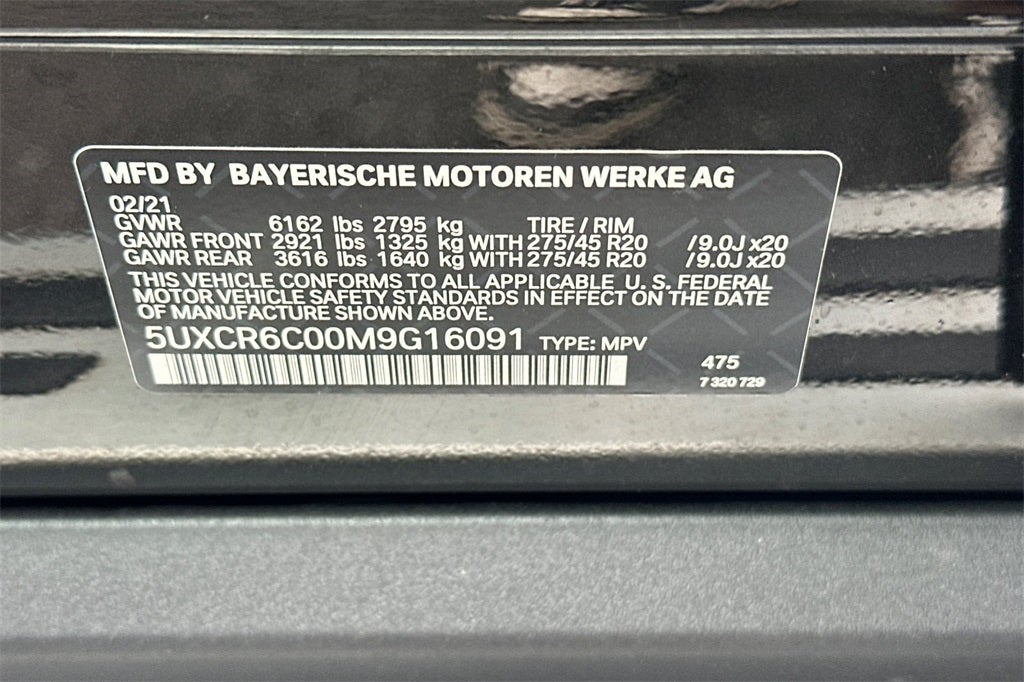 MFD BY BAYERISCHE MOTOREN WERKE AG
02/21
GVWR 6162 lbs 2795 kg TIRE / RIM
GAWR FRONT 2921 lbs 1325 kg WITH 275/45 R20 /9.0J x20
GAWR REAR 3616 lbs 1640 kg WITH 275/45 R20 /9.0J x20
THIS VEHICLE CONFORMS TO ALL APPLICABLE U. S. FEDERAL
MOTOR VEHICLE SAFETY STANDARDS IN EFFECT ON THE DATE
OF MANUFACTURE SHOWN ABOVE.
5UXCR6C00M9G16091 TYPE: MPV
475
7 320 729